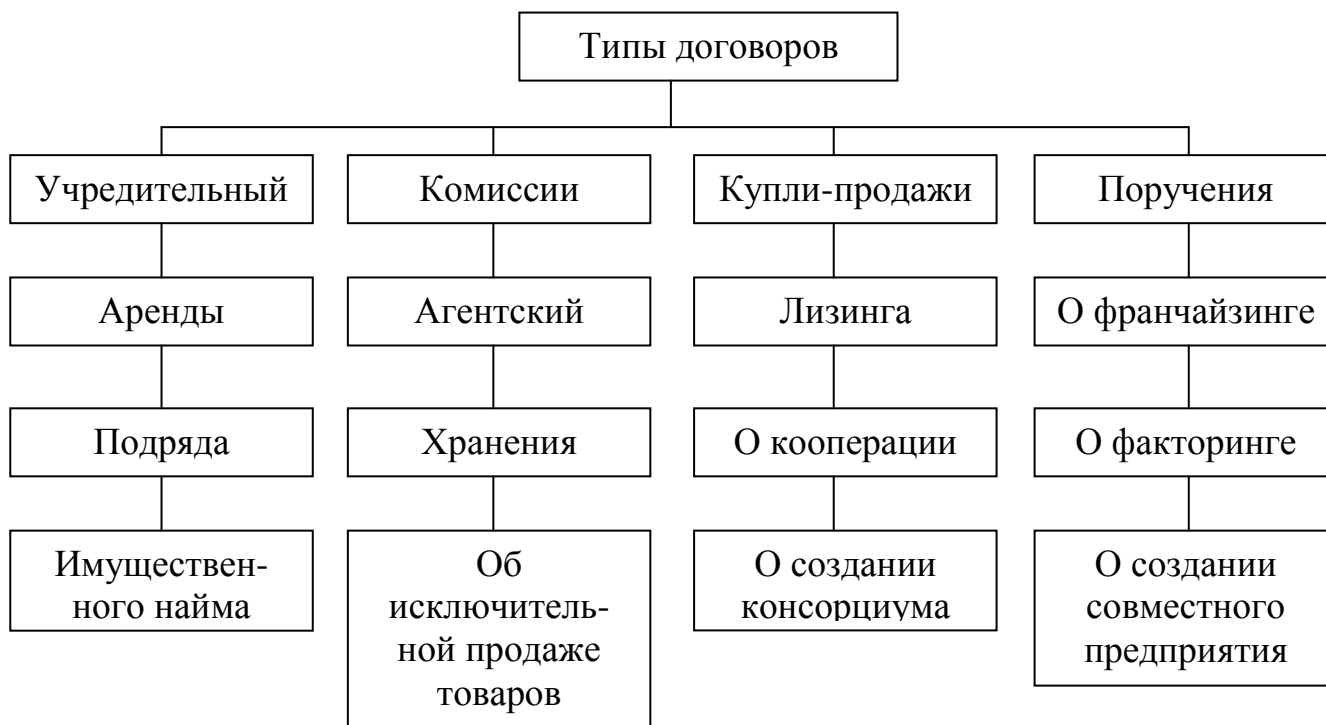 Типы договоров
Учредительный
Комиссии
Купли-продажи
Поручения
Аренды
Агентский
Лизинга
О франчайзинге
Подряда
Хранения
О кооперации
О факторинге
Имуществен-
ного найма
Об
исключитель-
ной продаже
товаров
О создании
консорциума
О создании
совместного
предприятия